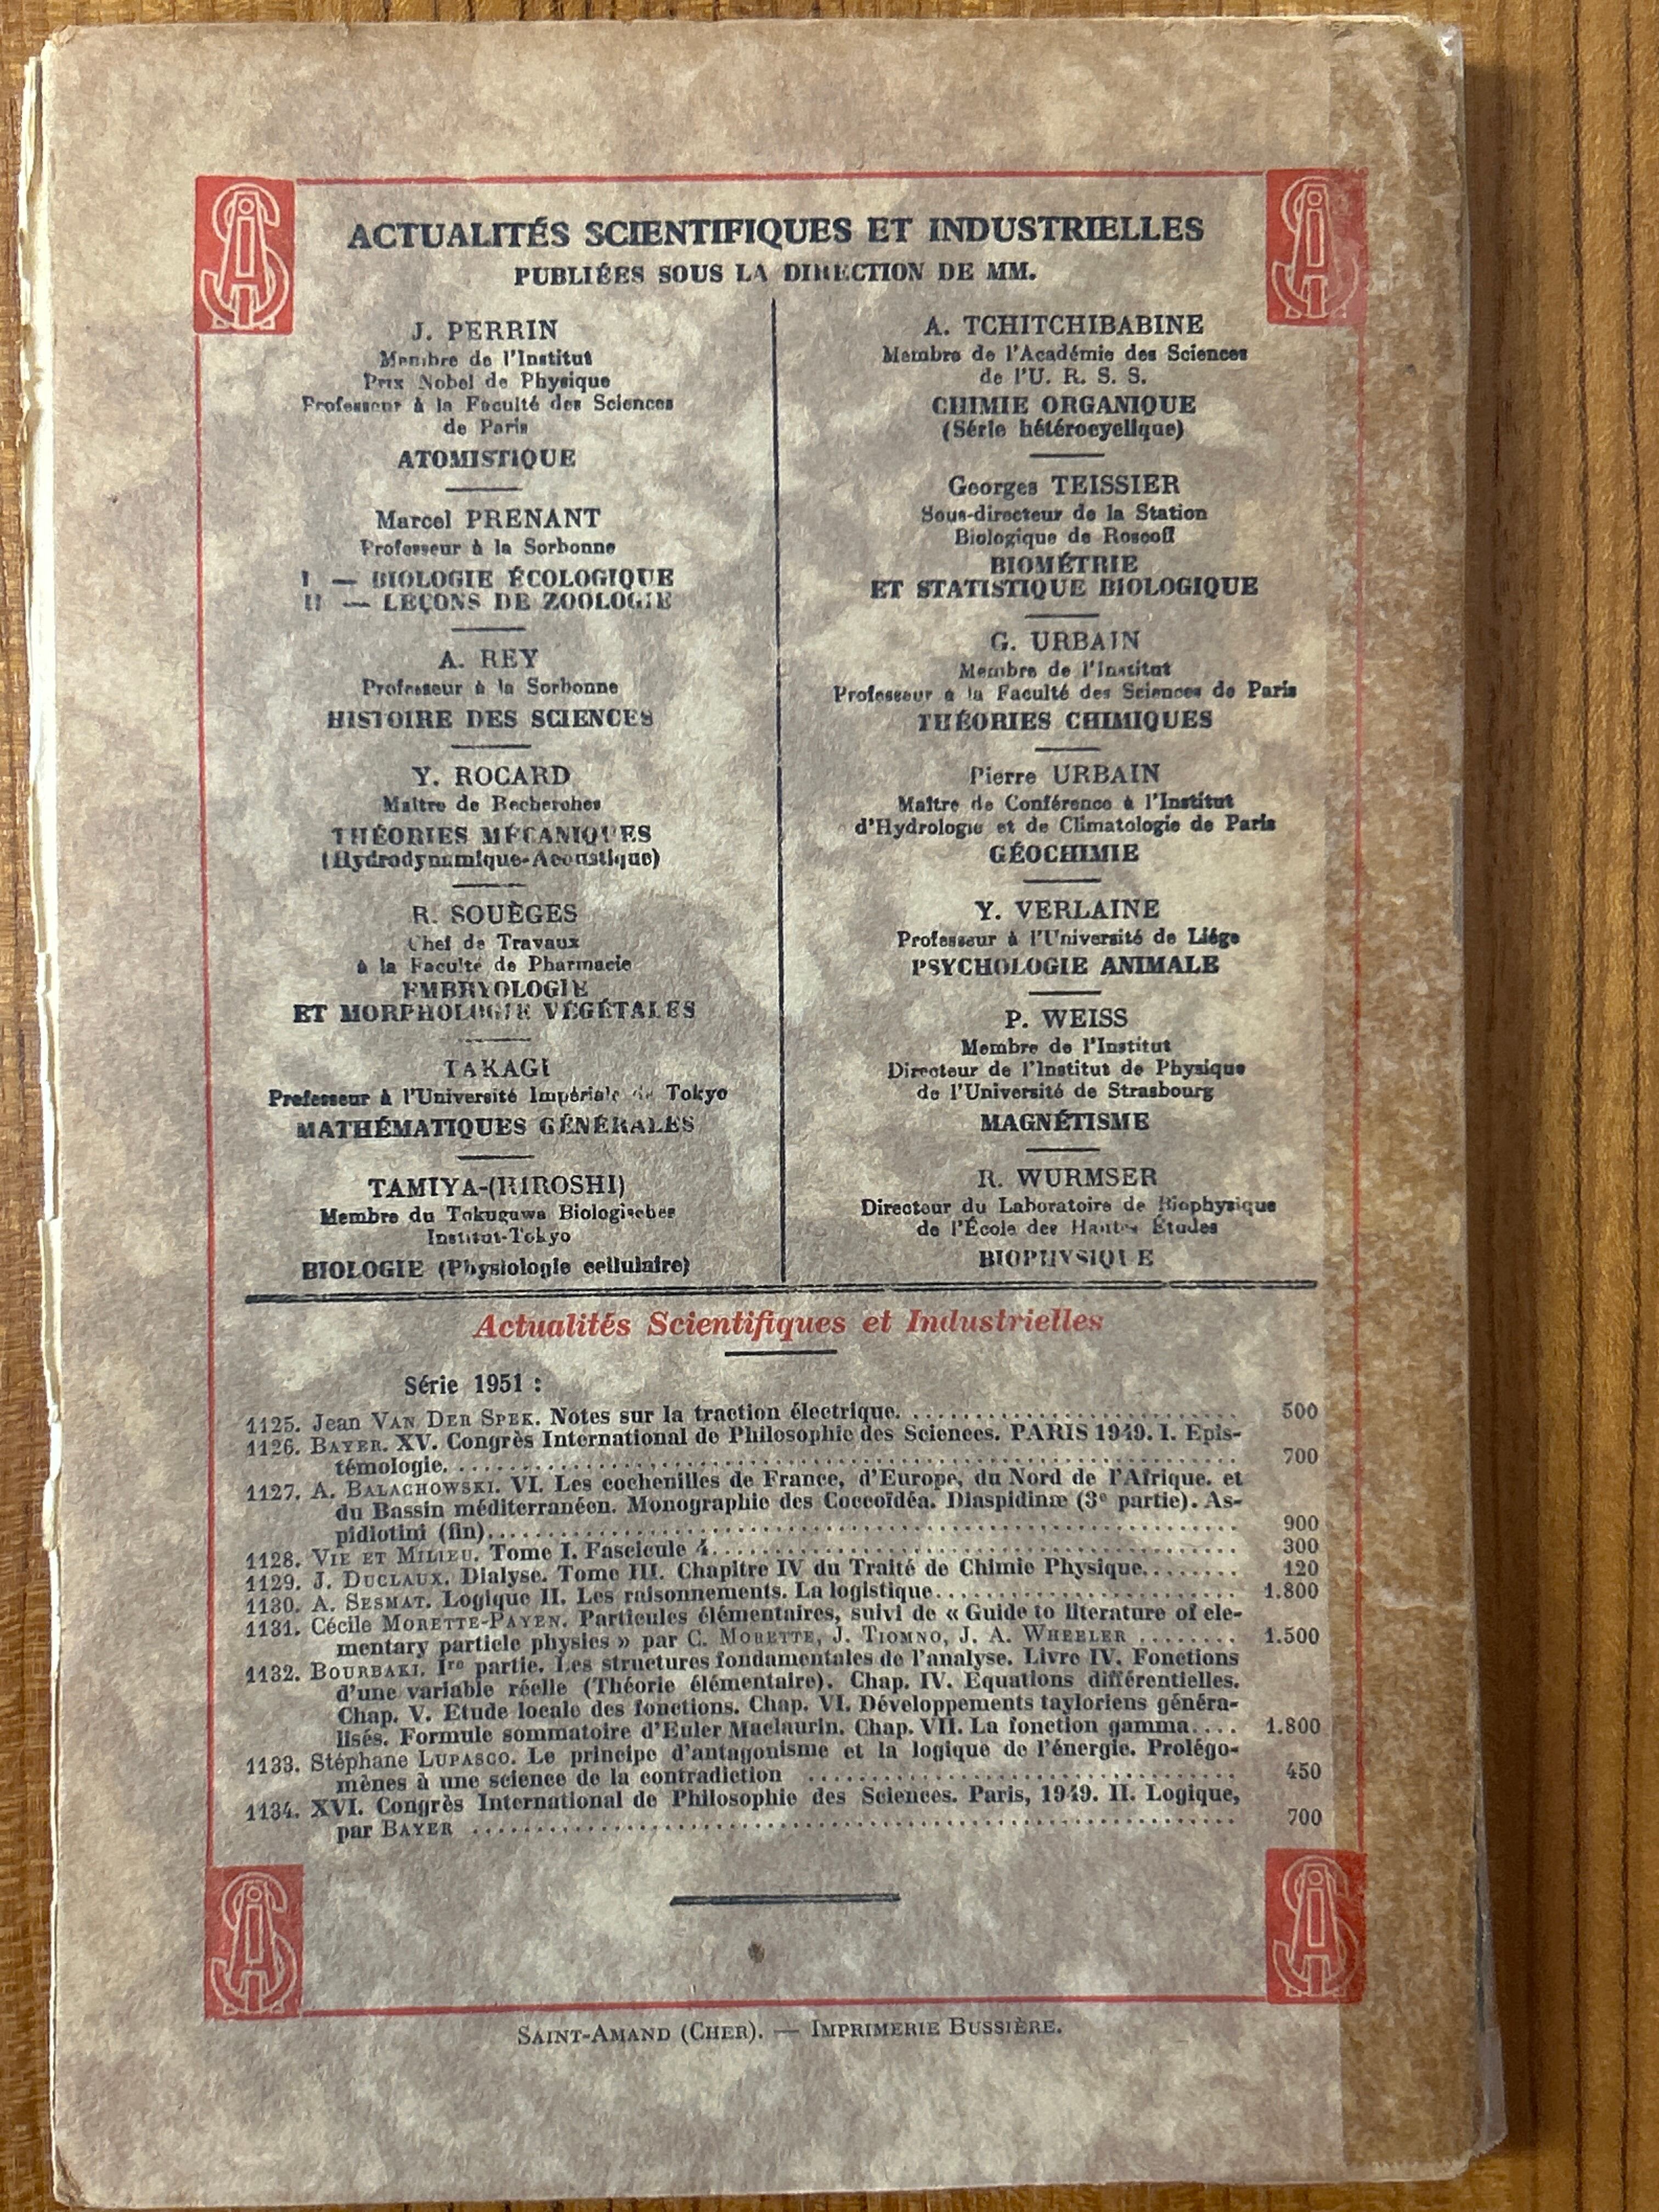 ACTUALITÉS SCIENTIFIQUES ET INDUSTRIELLES
PUBLIÉES SOUS LA DIRECTION DE MM.
J. PERRIN
Membre de l'Institut
Prix Nobel de Physique
Professeur à la Faculté des Sciences
de Paris
ATOMISTIQUE
Marcel PRENANT
Professeur à la Sorbonne
I — BIOLOGIE ÉCOLOGIQUE
II — LEÇONS DE ZOOLOGIE
A. REY
Professeur à la Sorbonne
HISTOIRE DES SCIENCES
Y. ROCARD
Maître de Recherches
THÉORIES MÉCANIQUES
(Hydrodynamique-Acoustique)
R. SOUÈGES
Chef de Travaux
à la Faculté de Pharmacie
EMBRYOLOGIE
ET MORPHOLOGIE VÉGÉTALES
TAKAGI
Professeur à l'Université Impériale de Tokyo
MATHÉMATIQUES GÉNÉRALES
TAMIYA-(HIROSHI)
Membre du Tokugawa Biologisches
Institut-Tokyo
BIOLOGIE (Physiologie cellulaire)
A. TCHITCHIBABINE
Membre de l'Académie des Sciences
de l'U. R. S. S.
CHIMIE ORGANIQUE
(Série hétérocyclique)
Georges TEISSIER
Sous-directeur de la Station
Biologique de Roscoff
BIOMÉTRIE
ET STATISTIQUE BIOLOGIQUE
G. URBAIN
Membre de l'Institut
Professeur à la Faculté des Sciences de Paris
THÉORIES CHIMIQUES
Pierre URBAIN
Maître de Conférence à l'Institut
d'Hydrologie et de Climatologie de Paris
GÉOCHIMIE
Y. VERLAINE
Professeur à l'Université de Liége
PSYCHOLOGIE ANIMALE
P. WEISS
Membre de l'Institut
Directeur de l'Institut de Physique
de l'Université de Strasbourg
MAGNÉTISME
R. WURMSER
Directeur du Laboratoire de Biophysique
de l'École des Hautes Études
BIOPHYSIQUE
Actualités Scientifiques et Industrielles
Série 1951 :
1125. Jean VAN DER SPEK. Notes sur la traction électrique. .......................... 500
1126. BAYER. XV. Congrès International de Philosophie des Sciences. PARIS 1949. I. Epis-
témologie. .......................... 700
1127. A. BALACHOWSKI. VI. Les cochenilles de France, d'Europe, du Nord de l'Afrique. et
du Bassin méditerranéen. Monographie des Coccoïdéa. Diaspidinæ (3e partie). As-
pidiotini (fin).......................... 900
1128. VIE ET MILIEU. Tome I. Fascicule 4.......................... 300
1129. J. DUCLAUX. Dialyse. Tome III. Chapitre IV du Traité de Chimie Physique........ 120
1130. A. SESMAT. Logique II. Les raisonnements. La logistique.......................... 1.800
1131. Cécile MORETTE-PAYEN. Particules élémentaires, suivi de « Guide to literature of ele-
mentary particle physics » par C. MORETTE, J. TIOMNO, J. A. WHEELER ........ 1.500
1132. BOURBAKI. Ire partie. Les structures fondamentales de l'analyse. Livre IV. Fonctions
d'une variable réelle (Théorie élémentaire). Chap. IV. Equations différentielles.
Chap. V. Etude locale des fonctions. Chap. VI. Développements tayloriens généra-
lisés. Formule sommatoire d'Euler Maclaurin. Chap. VII. La fonction gamma.... 1.800
1133. Stéphane LUPASCO. Le principe d'antagonisme et la logique de l'énergie. Prolégo-
mènes à une science de la contradiction .......................... 450
1134. XVI. Congrès International de Philosophie des Sciences. Paris, 1949. II. Logique,
par BAYER .......................... 700
SAINT-AMAND (CHER). — IMPRIMERIE BUSSIÈRE.